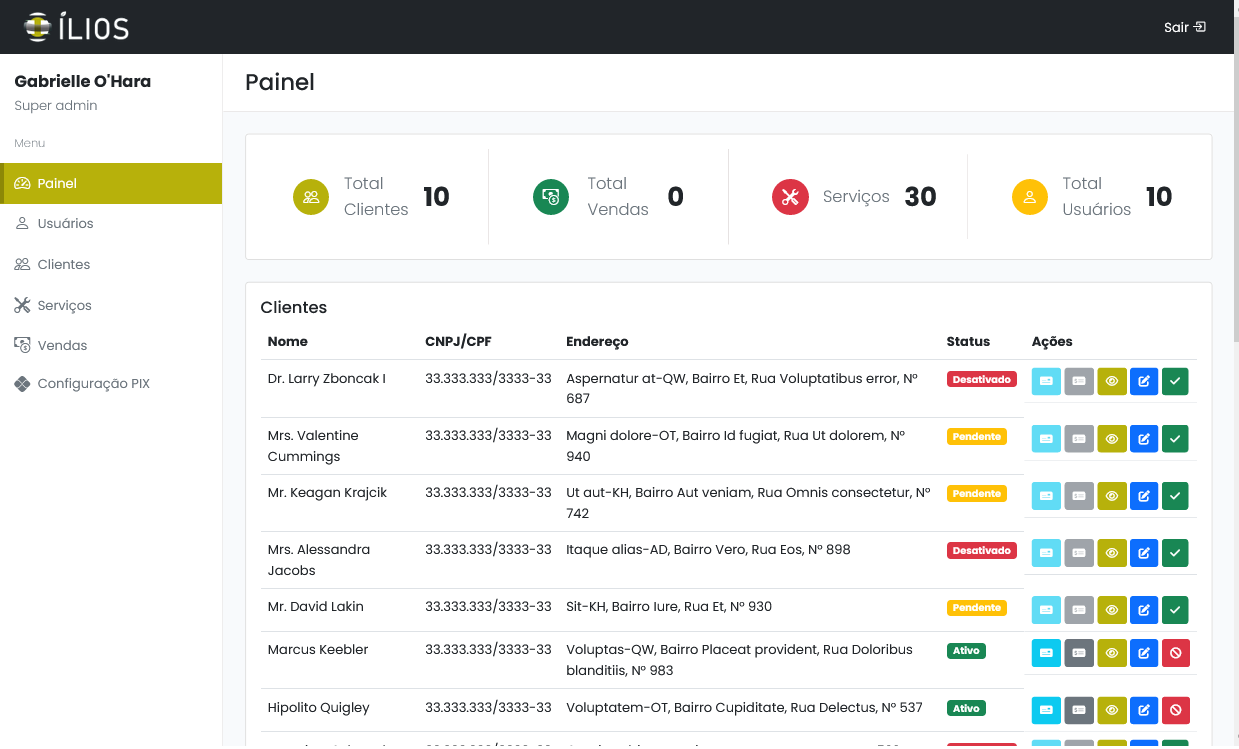 ÍLIOS
Sair
Gabrielle O'Hara
Super admin
Menu
Painel
Usuários
Clientes
Serviços
Vendas
Configuração PIX
Painel
Total
Clientes
10
Total
Vendas
0
Serviços
30
Total
Usuários
10
Clientes
Nome CNPJ/CPF Endereço Status Ações
Dr. Larry Zboncak I 33.333.333/3333-33 Aspernatur at-QW, Bairro Et, Rua Voluptatibus error, Nº Desativado
687
Mrs. Valentine 33.333.333/3333-33 Magni dolore-OT, Bairro Id fugiat, Rua Ut dolorem, Nº Pendente
Cummings 940
Mr. Keagan Krajcik 33.333.333/3333-33 Ut aut-KH, Bairro Aut veniam, Rua Omnis consectetur, Nº Pendente
742
Mrs. Alessandra 33.333.333/3333-33 Itaque alias-AD, Bairro Vero, Rua Eos, Nº 898 Desativado
Jacobs
Mr. David Lakin 33.333.333/3333-33 Sit-KH, Bairro Iure, Rua Et, Nº 930 Pendente
Marcus Keebler 33.333.333/3333-33 Voluptas-QW, Bairro Placeat provident, Rua Doloribus Ativo
blanditiis, Nº 983
Hipolito Quigley 33.333.333/3333-33 Voluptatem-OT, Bairro Cupiditate, Rua Delectus, Nº 537 Ativo